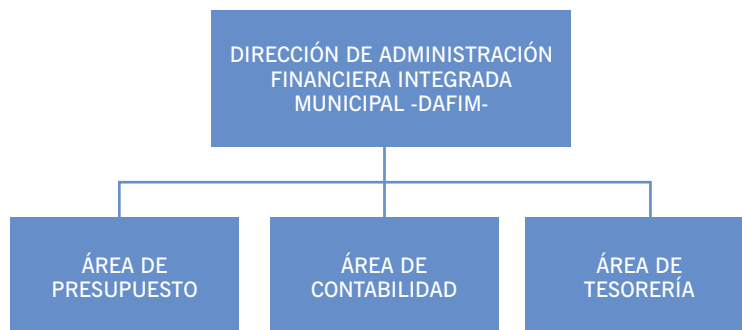 DIRECCIÓN DE ADMINISTRACIÓN
FINANCIERA INTEGRADA
MUNICIPAL -DAFIM-
ÁREA DE
PRESUPUESTO
ÁREA DE
CONTABILIDAD
ÁREA DE
TESORERÍA